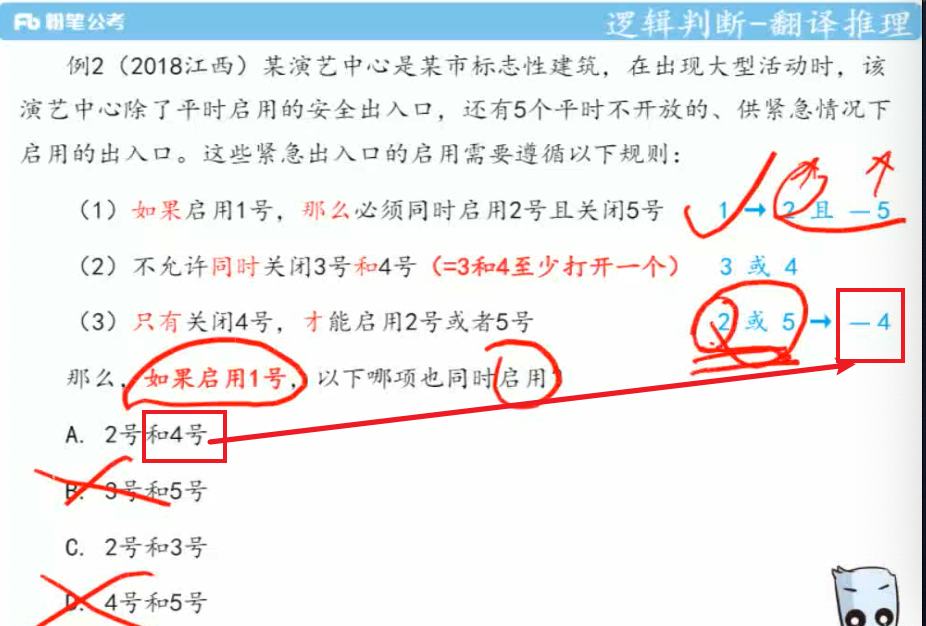 Fb 粉笔公考
逻辑判断-翻译推理
例2（2018江西）某演艺中心是某市标志性建筑，在出现大型活动时，该
演艺中心除了平时启用的安全出入口，还有5个平时不开放的、供紧急情况下
启用的出入口。这些紧急出入口的启用需要遵循以下规则：
（1）如果启用1号，那么必须同时启用2号且关闭5号 1 → 2 且 — 5
（2）不允许同时关闭3号和4号（=3和4至少打开一个） 3 或 4
（3）只有关闭4号，才能启用2号或者5号 2 或 5 → — 4
那么，如果启用1号，以下哪项也同时启用？
A. 2号和4号
B. 3号和5号
C. 2号和3号
D. 4号和5号